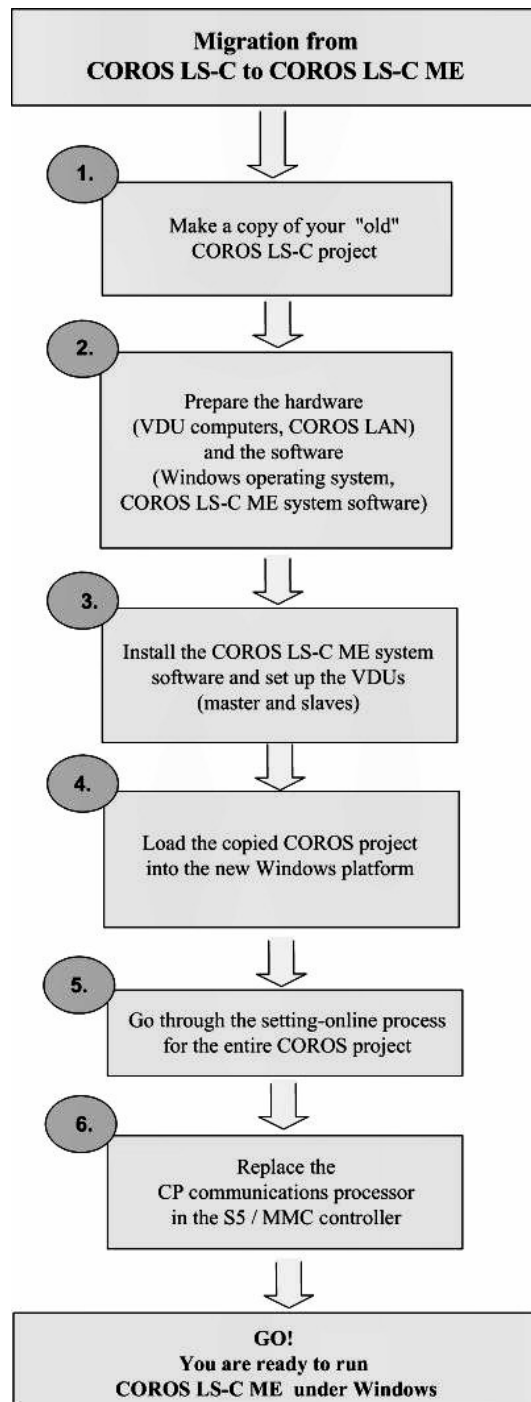 Migration from
COROS LS-C to COROS LS-C ME
1.
Make a copy of your "old"
COROS LS-C project
2.
Prepare the hardware
(VDU computers, COROS LAN)
and the software
(Windows operating system,
COROS LS-C ME system software)
3.
Install the COROS LS-C ME system
software and set up the VDUs
(master and slaves)
4.
Load the copied COROS project
into the new Windows platform
5.
Go through the setting-online process
for the entire COROS project
6.
Replace the
CP communications processor
in the S5 / MMC controller
GO!
You are ready to run
COROS LS-C ME under Windows